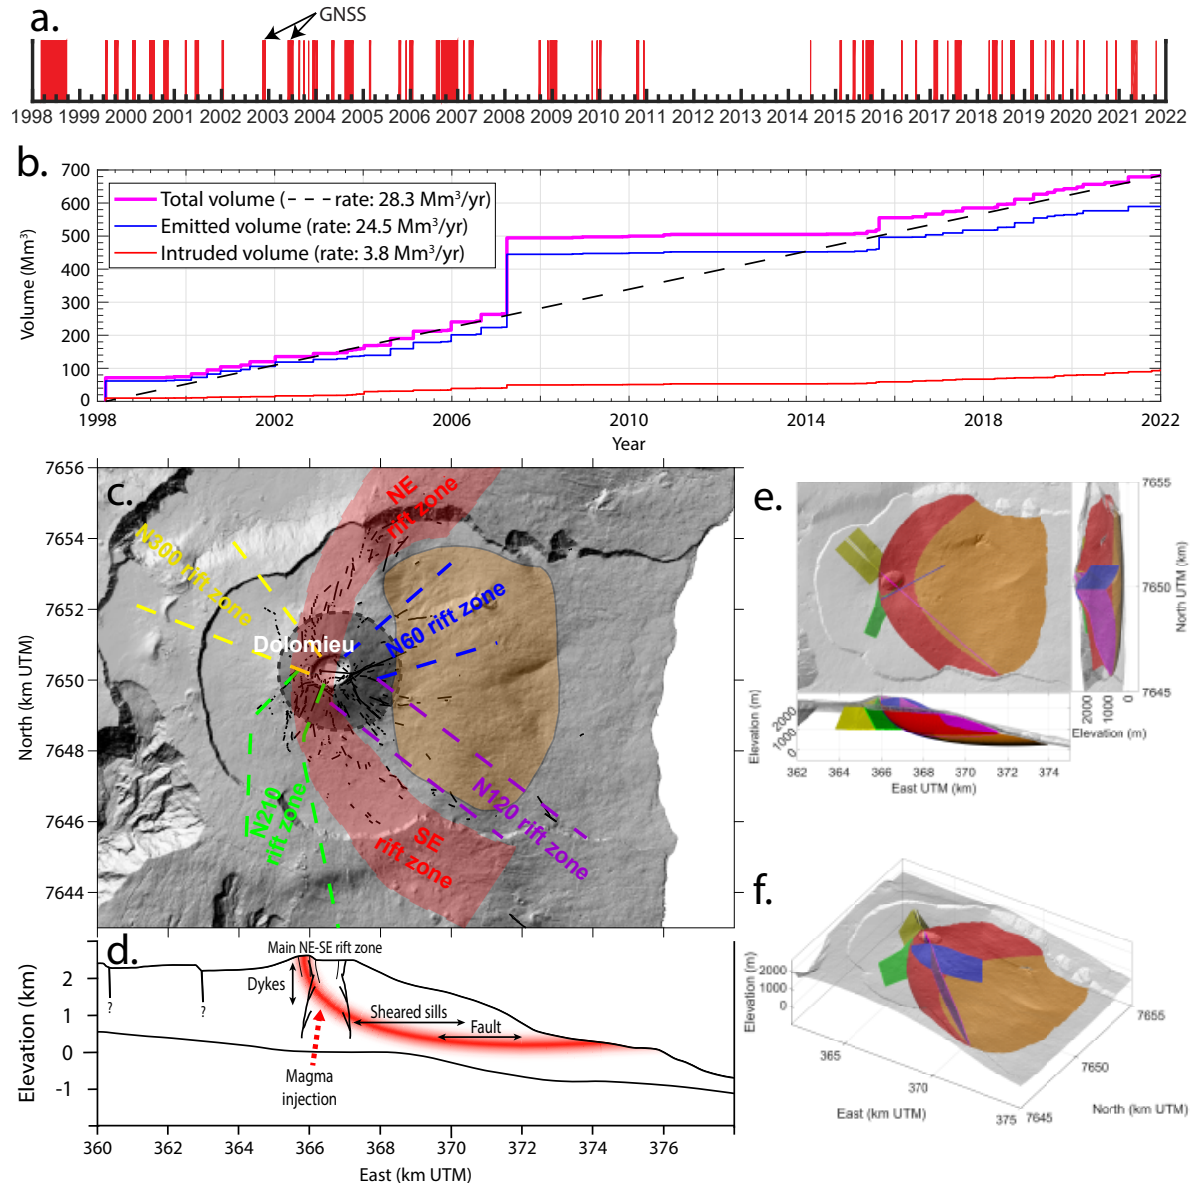 a.
GNSS
1998 1999 2000 2001 2002 2003 2004 2005 2006 2007 2008 2009 2010 2011 2012 2013 2014 2015 2016 2017 2018 2019 2020 2021 2022
b.
700
600
500
400
300
200
100
0
Volume (Mm³)
Total volume (– – – rate: 28.3 Mm³/yr)
Emitted volume (rate: 24.5 Mm³/yr)
Intruded volume (rate: 3.8 Mm³/yr)
1998 2002 2006 2010 2014 2018 2022
Year
c.
7656
7654
7652
7650
7648
7646
7644
North (km UTM)
NE
rift zone
N300 rift zone
Dolomieu
N60 rift zone
N210
rift zone
N120 rift zone
SE
rift zone
d.
2
1
0
-1
Elevation (km)
Main NE-SE rift zone
Dykes
Sheared sills
Fault
?
?
Magma
injection
360 362 364 366 368 370 372 374 376
East (km UTM)
e.
7655
7650
7645
North UTM (km)
2000
1000
0
Elevation (m)
2000
1000
0
Elevation (m)
362 364 366 368 370 372 374
East UTM (km)
f.
2000
1000
0
Elevation (m)
365
370
375
East (km UTM)
7645
7650
7655
North (km UTM)